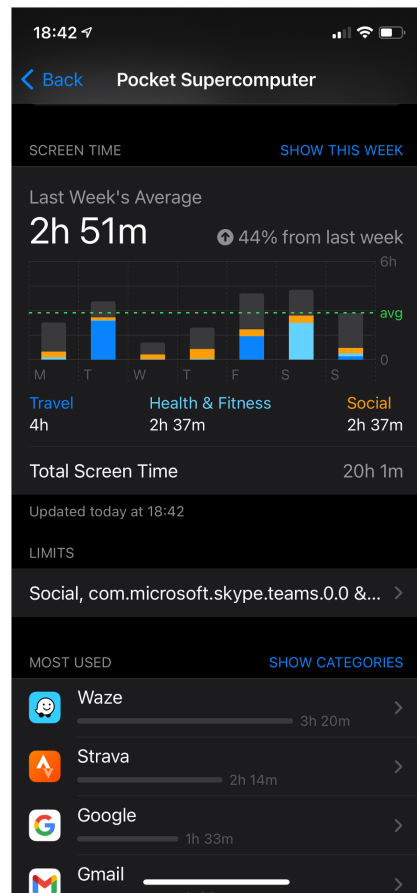 18:42
Back Pocket Supercomputer
SCREEN TIME SHOW THIS WEEK
Last Week's Average
2h 51m 44% from last week
6h
avg
0
M T W T F S S
Travel Health & Fitness Social
4h 2h 37m 2h 37m
Total Screen Time 20h 1m
Updated today at 18:42
LIMITS
Social, com.microsoft.skype.teams.0.0 &...
MOST USED SHOW CATEGORIES
Waze
3h 20m
Strava
2h 14m
Google
1h 33m
Gmail